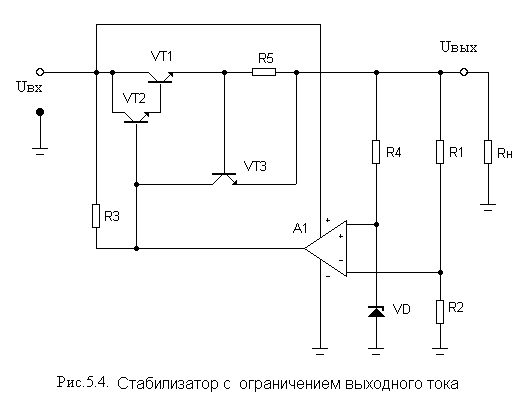 Uвых
VT1
R5
Uвх
VT2
R4
R1
Rн
VT3
R3
A1
+
+
-
-
VD
R2
Рис.5.4. Стабилизатор с ограничением выходного тока